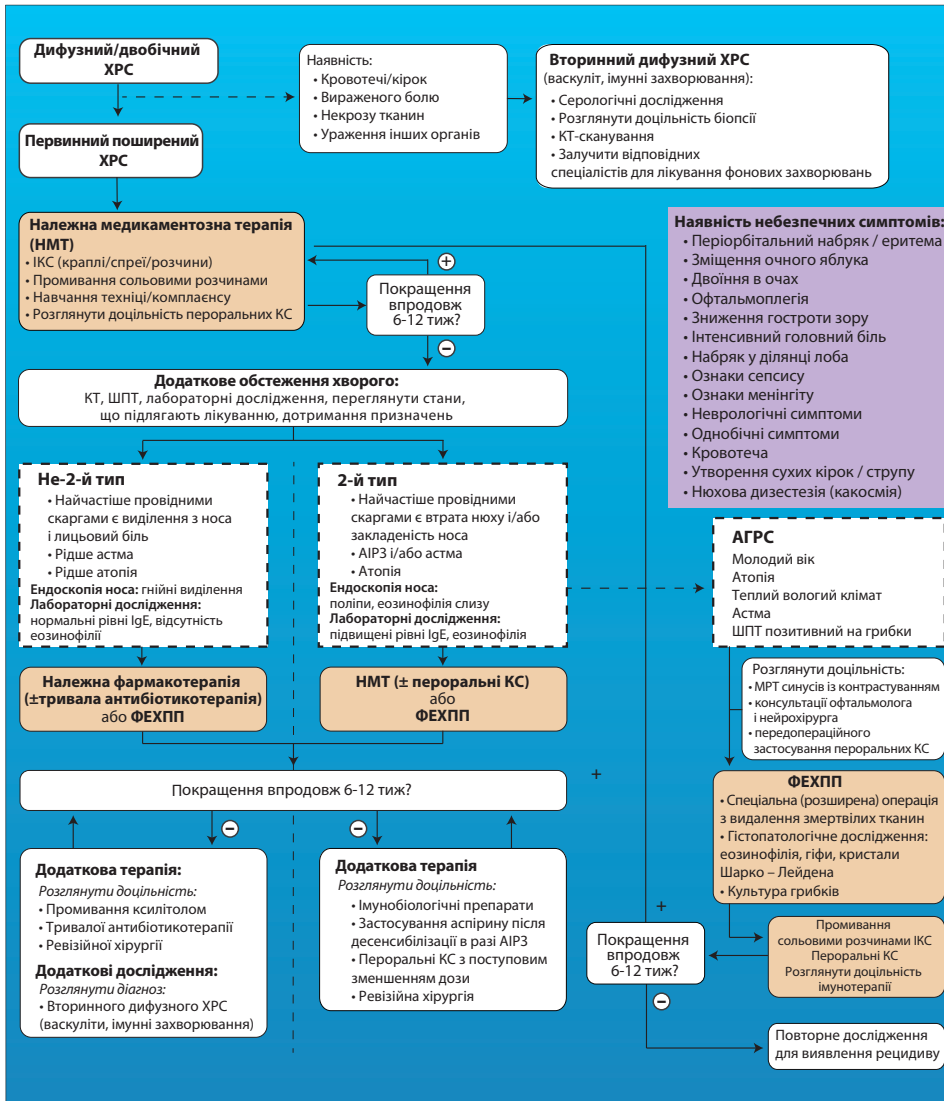 Дифузний/двобічний
ХРС
Наявність:
• Кровотечі/кірок
• Вираженого болю
• Некрозу тканин
• Ураження інших органів
Вторинний дифузний ХРС
(васкуліт, імунні захворювання):
• Серологічні дослідження
• Розглянути доцільність біопсії
• КТ-сканування
• Залучити відповідних
спеціалістів для лікування фонових захворювань
Первинний поширений
ХРС
Належна медикаментозна терапія
(НМТ)
• ІКС (краплі/спреї/розчини)
• Промивання сольовими розчинами
• Навчання техніці/комплаєнсу
• Розглянути доцільність пероральних КС
+
Покращення
впродовж
6-12 тиж?
−
Наявність небезпечних симптомів:
• Періорбітальний набряк / еритема
• Зміщення очного яблука
• Двоїння в очах
• Офтальмоплегія
• Зниження гостроти зору
• Інтенсивний головний біль
• Набряк у ділянці лоба
• Ознаки сепсису
• Ознаки менінгіту
• Неврологічні симптоми
• Однобічні симптоми
• Кровотеча
• Утворення сухих кірок / струпу
• Нюхова дизестезія (какосмія)
Додаткове обстеження хворого:
КТ, ШПТ, лабораторні дослідження, переглянути стани,
що підлягають лікуванню, дотримання призначень
Не-2-й тип
• Найчастіше провідними
скаргами є виділення з носа
і лицьовий біль
• Рідше астма
• Рідше атопія
Ендоскопія носа: гнійні виділення
Лабораторні дослідження:
нормальні рівні IgE, відсутність
еозинофілії
2-й тип
• Найчастіше провідними
скаргами є втрата нюху і/або
закладеність носа
• АІРЗ і/або астма
• Атопія
Ендоскопія носа:
поліпи, еозинофілія слизу
Лабораторні дослідження:
підвищені рівні IgE, еозинофілія
АГРС
Молодий вік
Атопія
Теплий вологий клімат
Астма
ШПТ позитивний на грибки
Належна фармакотерапія
(±тривала антибіотикотерапія)
або ФЕХПП
НМТ (± пероральні КС)
або
ФЕХПП
Розглянути доцільність:
• МРТ синусів із контрастуванням
• консультації офтальмолога
і нейрохірурга
• передопераційного
застосування пероральних КС
Покращення впродовж 6-12 тиж?
+
−
−
ФЕХПП
• Спеціальна (розширена) операція
з видалення змертвілих тканин
• Гістопатологічне дослідження:
еозинофілія, гіфи, кристали
Шарко – Лейдена
• Культура грибків
Додаткова терапія:
Розглянути доцільність:
• Промивання ксилітолом
• Тривалої антибіотикотерапії
• Ревізійної хірургії
Додаткові дослідження:
Розглянути діагноз:
• Вторинного дифузного ХРС
(васкуліти, імунні захворювання)
Додаткова терапія
Розглянути доцільність:
• Імунобіологічні препарати
• Застосування аспірину після
десенсибілізації в разі АІРЗ
• Пероральні КС з поступовим
зменшенням дози
• Ревізійна хірургія
+
Покращення
впродовж
6-12 тиж?
−
Промивання
сольовими розчинами ІКС
Пероральні КС
Розглянути доцільність
імунотерапії
Повторне дослідження
для виявлення рецидиву